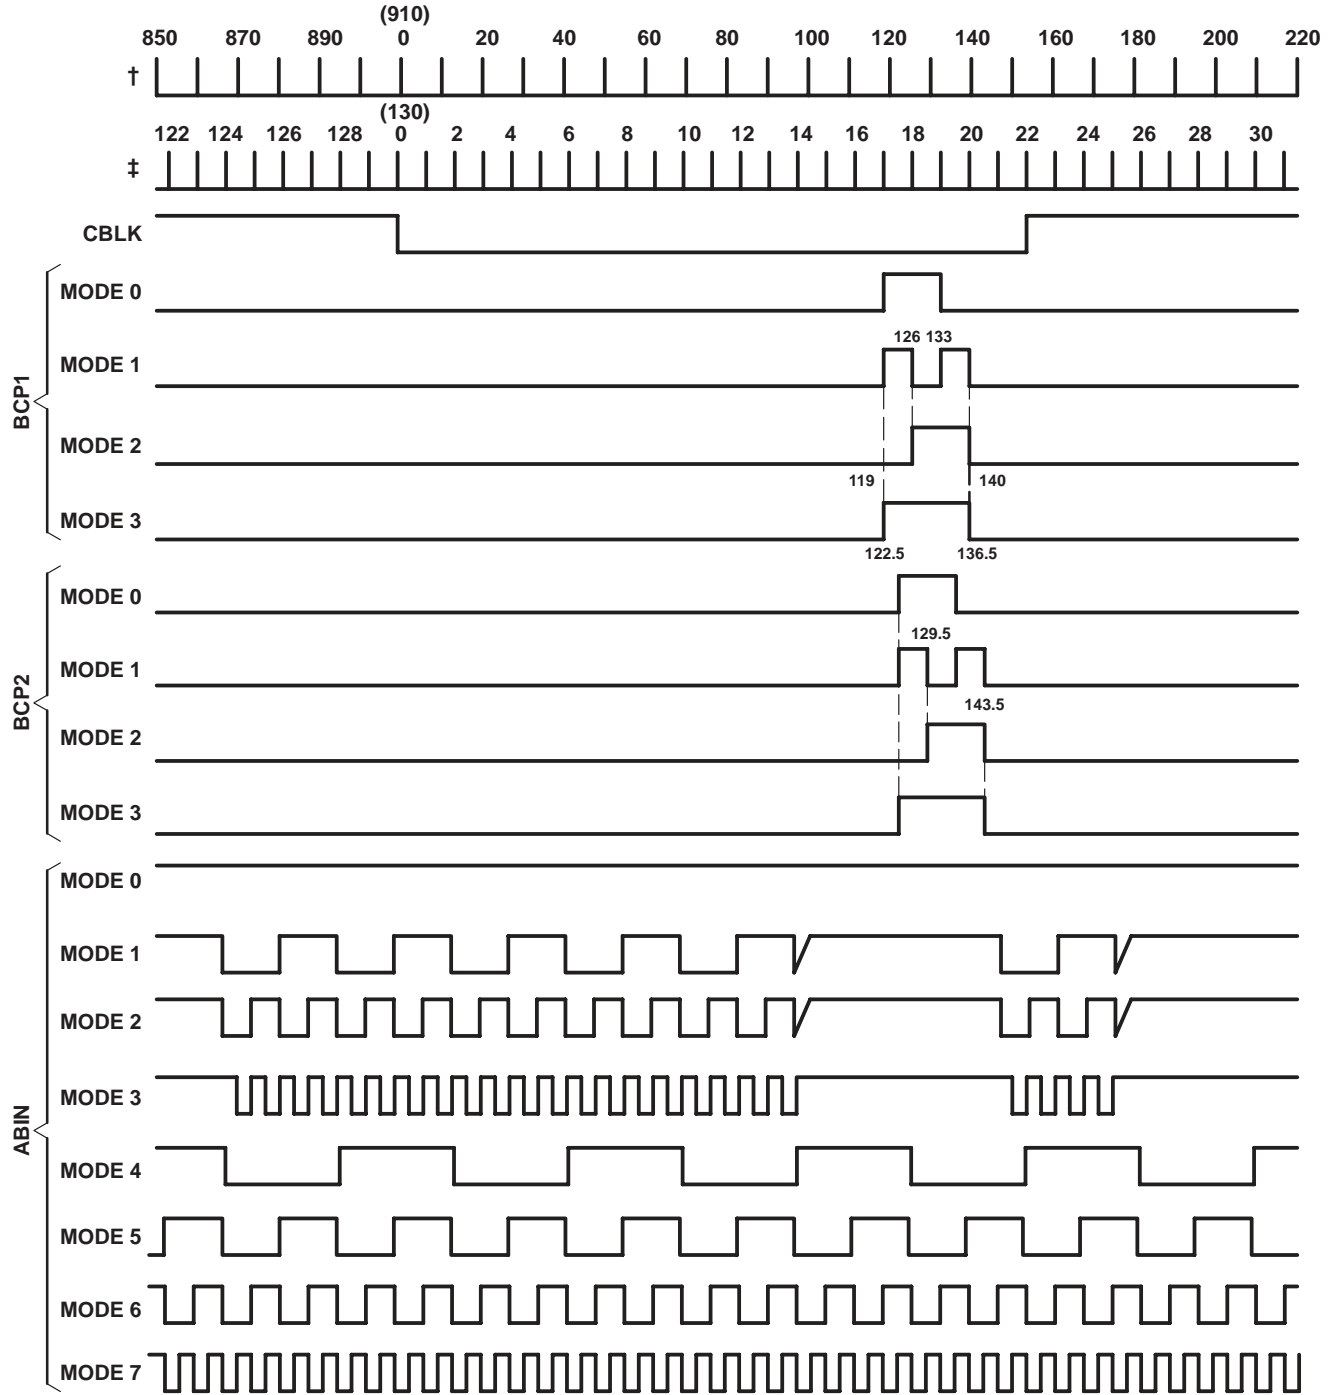 (910)
850 870 890 0 20 40 60 80 100 120 140 160 180 200 220
†
(130)
122 124 126 128 0 2 4 6 8 10 12 14 16 18 20 22 24 26 28 30
‡
CBLK
BCP1
MODE 0
126 133
MODE 1
MODE 2
119 140
MODE 3
122.5 136.5
BCP2
MODE 0
129.5
MODE 1
143.5
MODE 2
MODE 3
ABIN
MODE 0
MODE 1
MODE 2
MODE 3
MODE 4
MODE 5
MODE 6
MODE 7